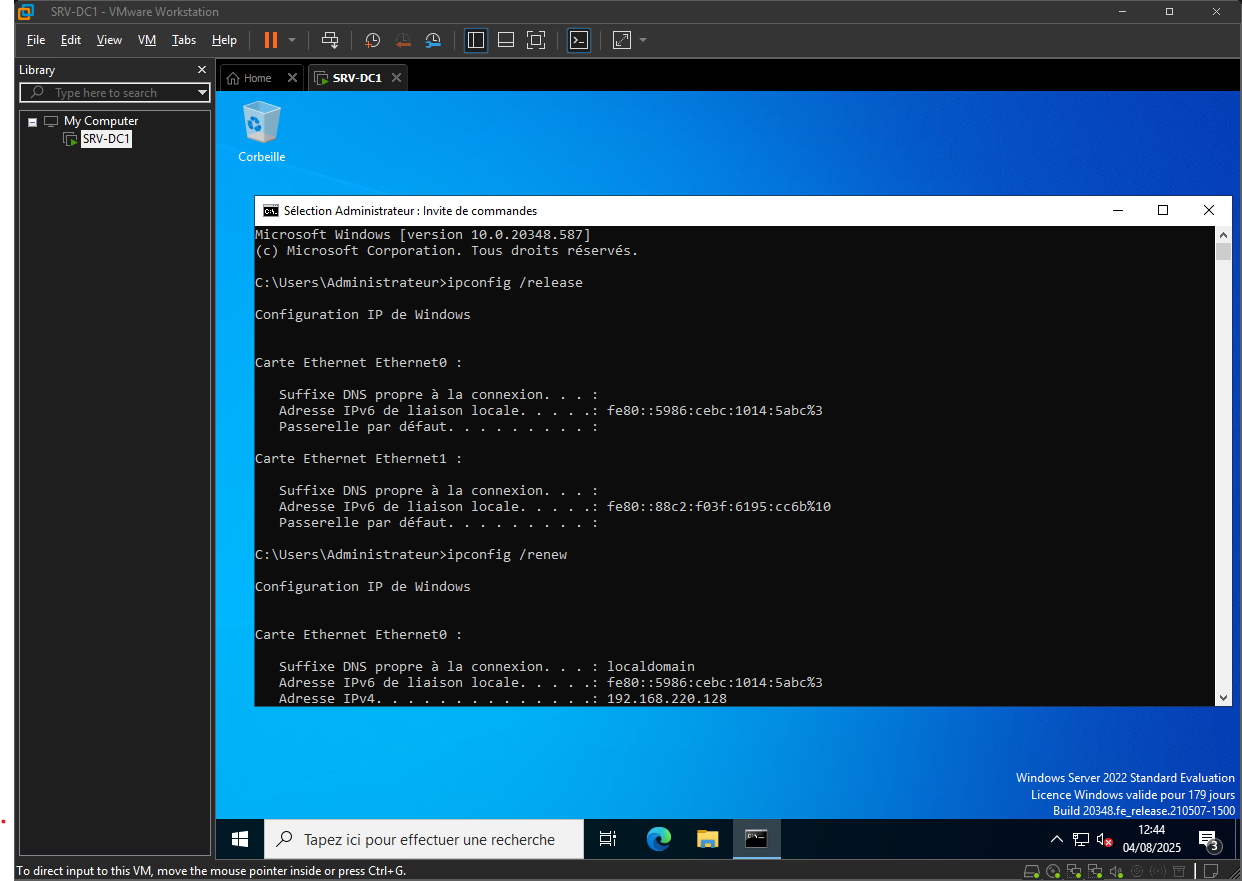 SRV-DC1 - VMware Workstation
File Edit View VM Tabs Help
Library
Home
SRV-DC1
Type here to search
My Computer
SRV-DC1
Corbeille
C:\.
Sélection Administrateur : Invite de commandes
Microsoft Windows [version 10.0.20348.587]
(c) Microsoft Corporation. Tous droits réservés.
C:\Users\Administrateur>ipconfig /release
Configuration IP de Windows
Carte Ethernet Ethernet0 :
Suffixe DNS propre à la connexion. . . :
Adresse IPv6 de liaison locale. . . . .: fe80::5986:cebc:1014:5abc%3
Passerelle par défaut. . . . . . . . . :
Carte Ethernet Ethernet1 :
Suffixe DNS propre à la connexion. . . :
Adresse IPv6 de liaison locale. . . . .: fe80::88c2:f03f:6195:cc6b%10
Passerelle par défaut. . . . . . . . . :
C:\Users\Administrateur>ipconfig /renew
Configuration IP de Windows
Carte Ethernet Ethernet0 :
Suffixe DNS propre à la connexion. . . : localdomain
Adresse IPv6 de liaison locale. . . . .: fe80::5986:cebc:1014:5abc%3
Adresse IPv4. . . . . . . . . . . . . .: 192.168.220.128
Windows Server 2022 Standard Evaluation
Licence Windows valide pour 179 jours
Build 20348.fe_release.210507-1500
Tapez ici pour effectuer une recherche
12:44
04/08/2025
3
To direct input to this VM, move the mouse pointer inside or press Ctrl+G.